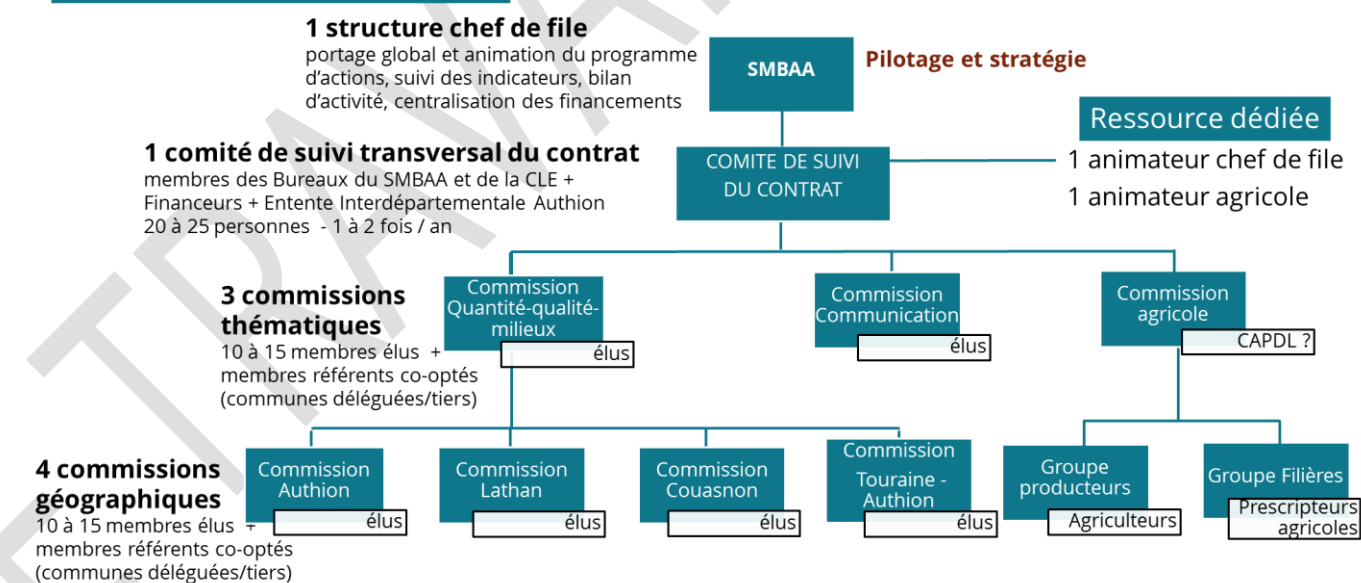 1 structure chef de file
portage global et animation du programme
d'actions, suivi des indicateurs, bilan
d'activité, centralisation des financements
SMBAA
Pilotage et stratégie
Ressource dédiée
1 animateur chef de file
1 animateur agricole
1 comité de suivi transversal du contrat
membres des Bureaux du SMBAA et de la CLE +
Financeurs + Entente Interdépartementale Authion
20 à 25 personnes - 1 à 2 fois / an
COMITE DE SUIVI
DU CONTRAT
3 commissions
thématiques
10 à 15 membres élus +
membres référents co-optés
(communes déléguées/tiers)
Commission
Quantité-qualité-
milieux
élus
Commission
Communication
élus
Commission
agricole
CAPDL ?
4 commissions
géographiques
10 à 15 membres élus +
membres référents co-optés
(communes déléguées/tiers)
Commission
Authion
élus
Commission
Lathan
élus
Commission
Couasnon
élus
Commission
Touraine -
Authion
élus
Groupe
producteurs
Agriculteurs
Groupe Filières
Prescripteurs
agricoles
TRAVA